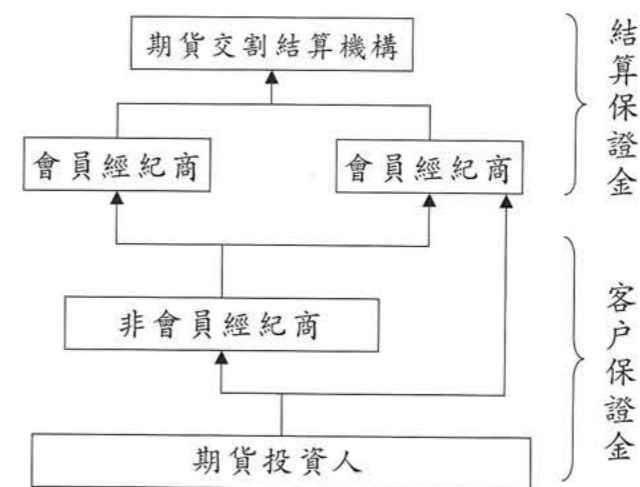 期貨交割結算機構
會員經紀商
會員經紀商
結算保證金
非會員經紀商
客戶保證金
期貨投資人